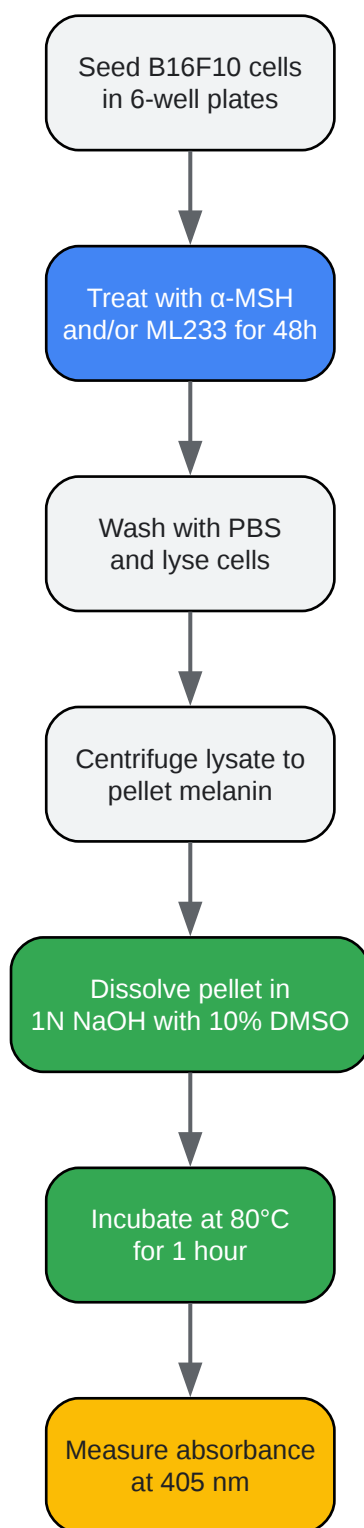 Seed B16F10 cells
in 6-well plates
Treat with α-MSH
and/or ML233 for 48h
Wash with PBS
and lyse cells
Centrifuge lysate to
pellet melanin
Dissolve pellet in
1N NaOH with 10% DMSO
Incubate at 80°C
for 1 hour
Measure absorbance
at 405 nm